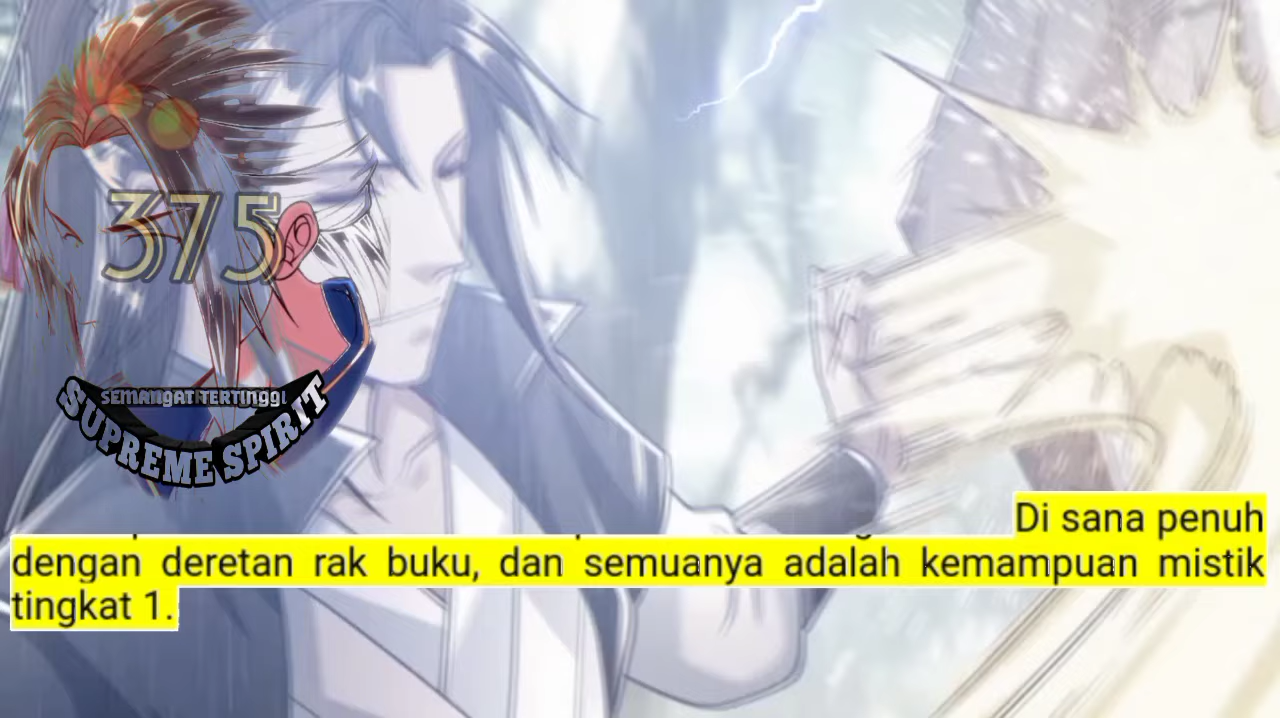 375
SEMANGAT TERTINGGI
SUPREME SPIRIT
Di sana penuh
dengan deretan rak buku, dan semuanya adalah kemampuan mistik
tingkat 1.